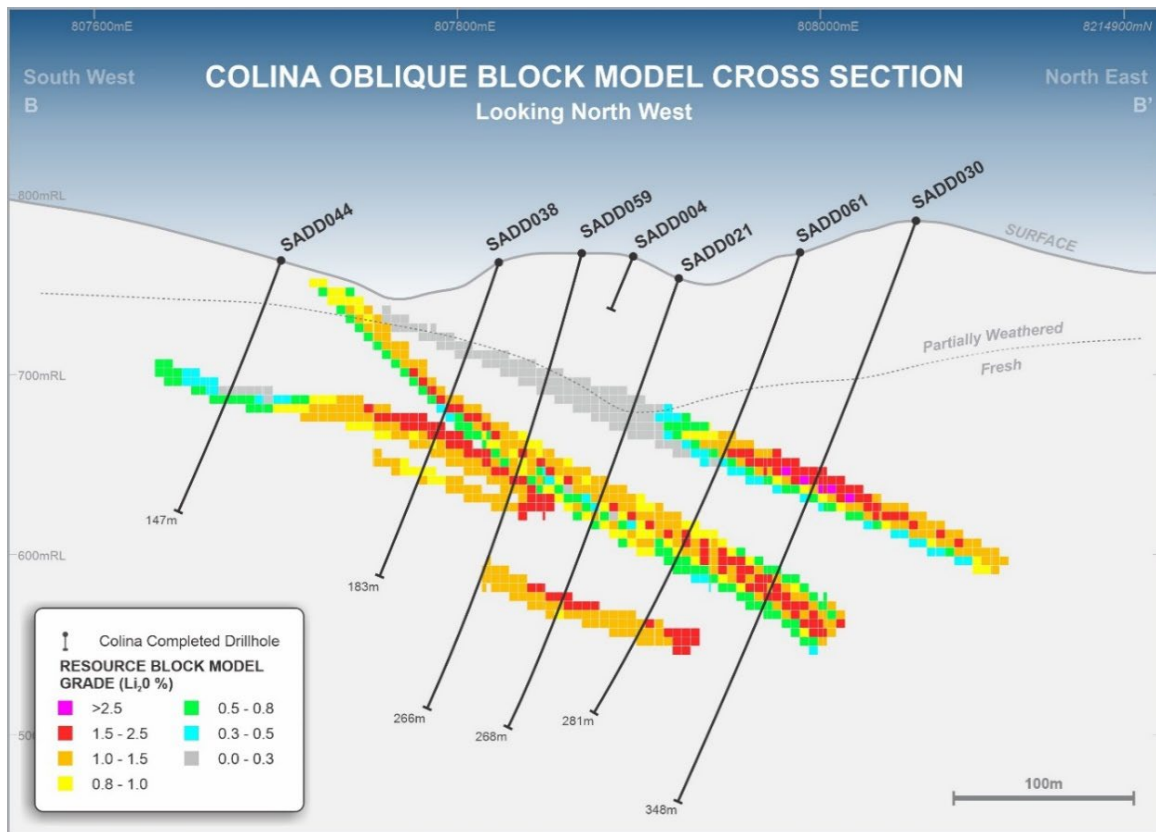 807600mE
807800mE
808000mE
8214900mN
South West
B
COLINA OBLIQUE BLOCK MODEL CROSS SECTION
Looking North West
North East
B'
800mRL
SADD044
SADD038
SADD059
SADD004
SADD021
SADD061
SADD030
SURFACE
Partially Weathered
Fresh
700mRL
600mRL
147m
183m
266m
268m
281m
348m
Colina Completed Drillhole
RESOURCE BLOCK MODEL
GRADE (Li₂0 %)
>2.5
0.5 - 0.8
1.5 - 2.5
0.3 - 0.5
1.0 - 1.5
0.0 - 0.3
0.8 - 1.0
100m